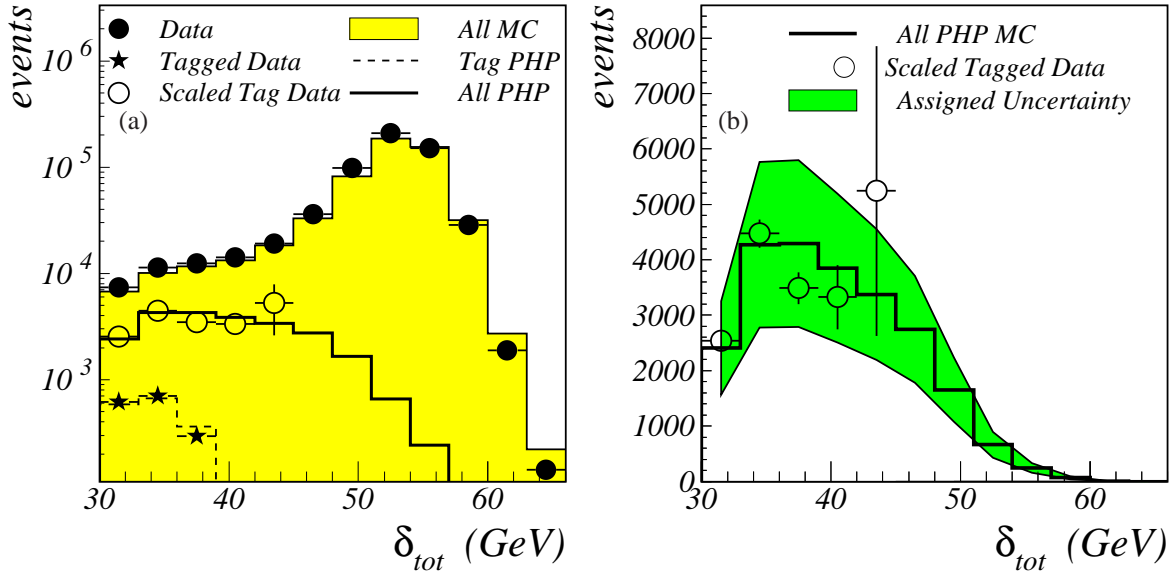 events
Data
All MC
Tagged Data
Tag PHP
Scaled Tag Data
All PHP
(a)
10^6
10^5
10^4
10^3
30 40 50 60
δ_tot (GeV)
events
All PHP MC
Scaled Tagged Data
Assigned Uncertainty
(b)
8000
7000
6000
5000
4000
3000
2000
1000
0
30 40 50 60
δ_tot (GeV)